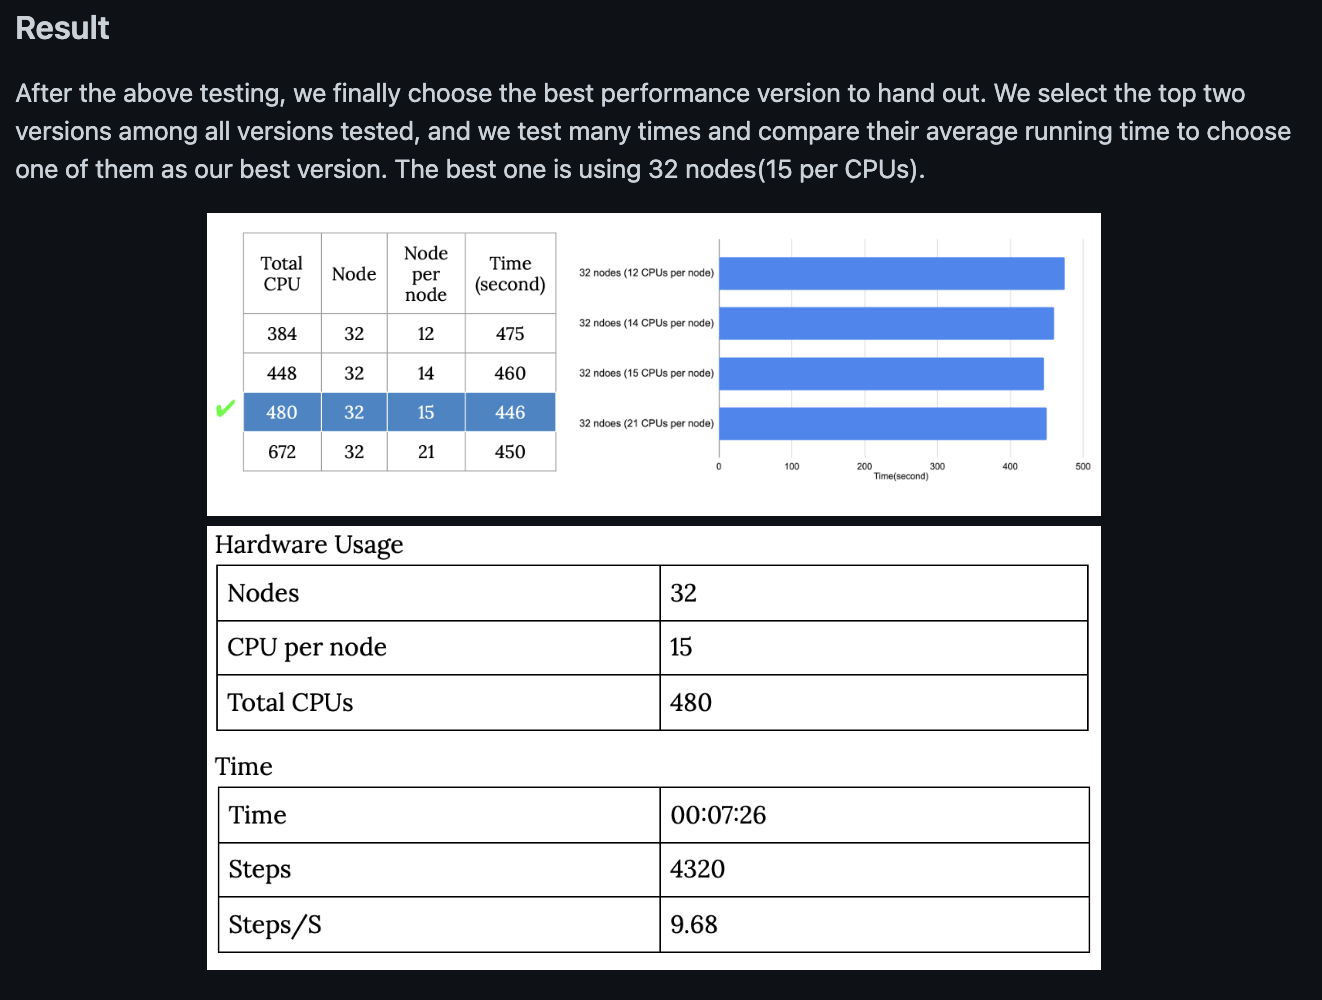 Result
After the above testing, we finally choose the best performance version to hand out. We select the top two
versions among all versions tested, and we test many times and compare their average running time to choose
one of them as our best version. The best one is using 32 nodes(15 per CPUs).
Total CPU | Node | Node per node | Time (second)
384 | 32 | 12 | 475
448 | 32 | 14 | 460
✓ 480 | 32 | 15 | 446
672 | 32 | 21 | 450
32 nodes (12 CPUs per node)
32 ndoes (14 CPUs per node)
32 ndoes (15 CPUs per node)
32 ndoes (21 CPUs per node)
0 100 200 300 400 500
Time(second)
Hardware Usage
Nodes | 32
CPU per node | 15
Total CPUs | 480
Time
Time | 00:07:26
Steps | 4320
Steps/S | 9.68